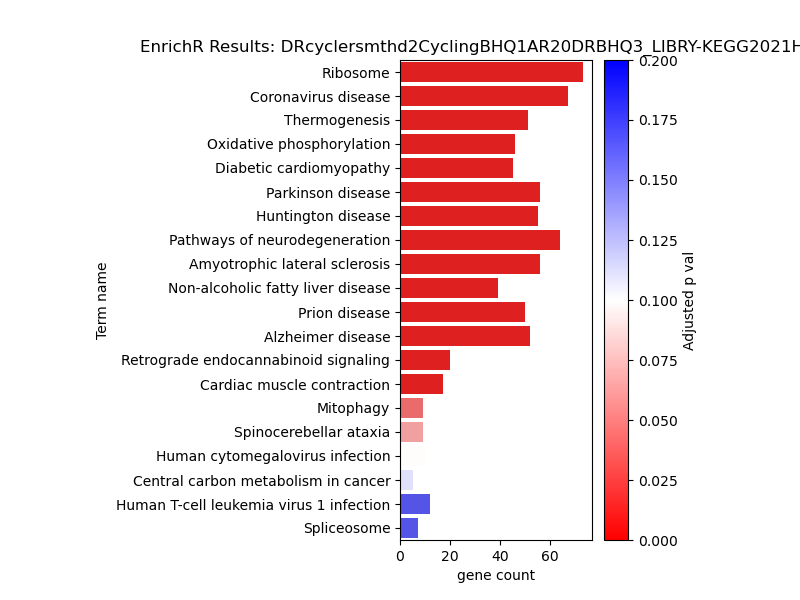 EnrichR Results: DRcyclersmthd2CyclingBHQ1AR20DRBHQ3_LIBRY-KEGG2021H
Ribosome
Coronavirus disease
Thermogenesis
Oxidative phosphorylation
Diabetic cardiomyopathy
Parkinson disease
Huntington disease
Pathways of neurodegeneration
Amyotrophic lateral sclerosis
Non-alcoholic fatty liver disease
Prion disease
Alzheimer disease
Retrograde endocannabinoid signaling
Cardiac muscle contraction
Mitophagy
Spinocerebellar ataxia
Human cytomegalovirus infection
Central carbon metabolism in cancer
Human T-cell leukemia virus 1 infection
Spliceosome
Term name
0 20 40 60
gene count
0.200
0.175
0.150
0.125
0.100
0.075
0.050
0.025
0.000
Adjusted p val